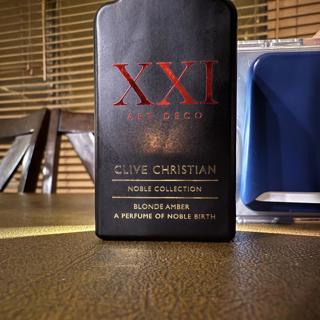 XXI
ART DECO
CLIVE CHRISTIAN
NOBLE COLLECTION
BLONDE AMBER
A PERFUME OF NOBLE BIRTH